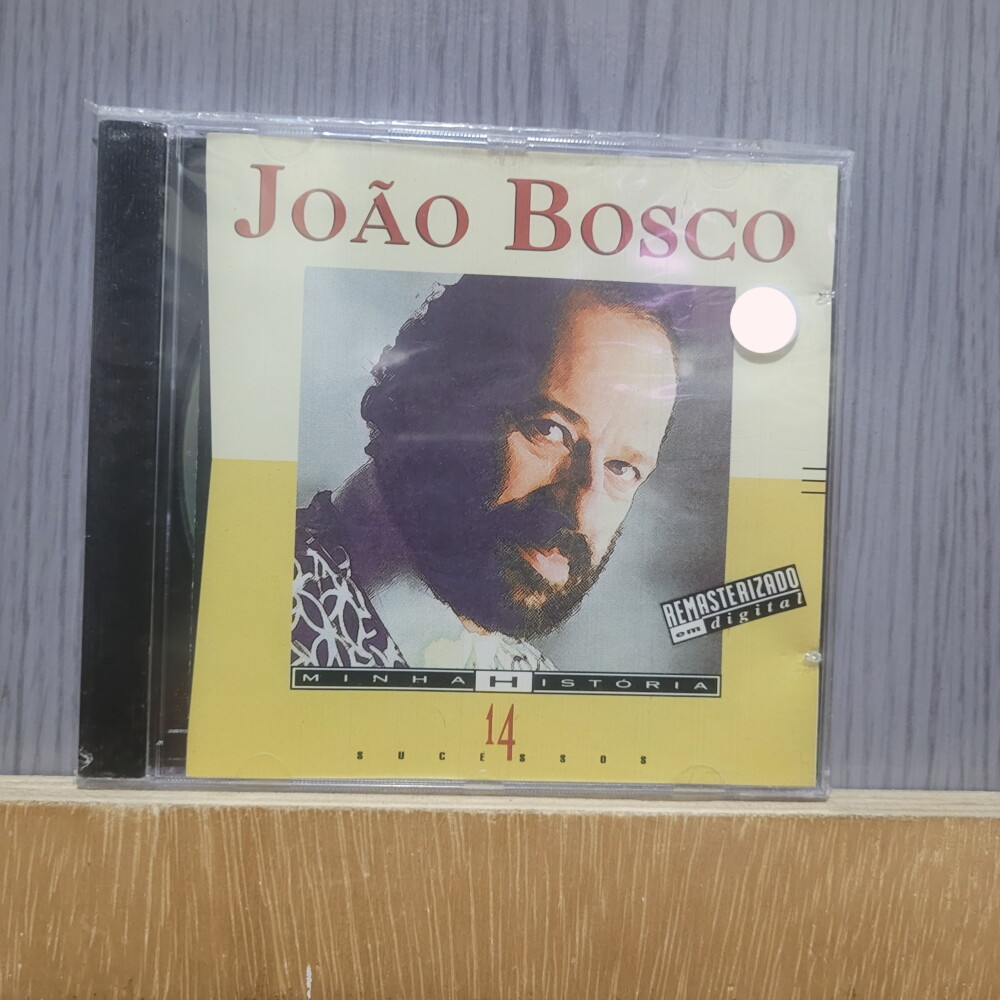 JOÃO BOSCO
REMASTERIZADO
em digital
MINHA HISTÓRIA
14
SUCESSOS